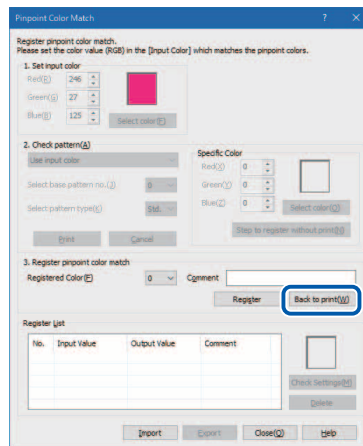 Pinpoint Color Match ? ×
Register pinpoint color match.
Please set the color value (RGB) in the [Input Color] which matches the pinpoint colors.
1. Set input color
Red(R) 246
Green(G) 27
Blue(B) 125 Select color(E)
2. Check pattern(A)
Use input color
Select base pattern no.(J) 0
Select pattern type(K) Std.
Print Cancel
Specific Color
Red(X) 0
Green(Y) 0
Blue(Z) 0 Select color(Q)
Step to register without print(N)
3. Register pinpoint color match
Registered Color(F) 0 Comment
Register Back to print(W)
Register List
No. Input Value Output Value Comment
Check Settings(M)
Delete
Import Export Close(O) Help